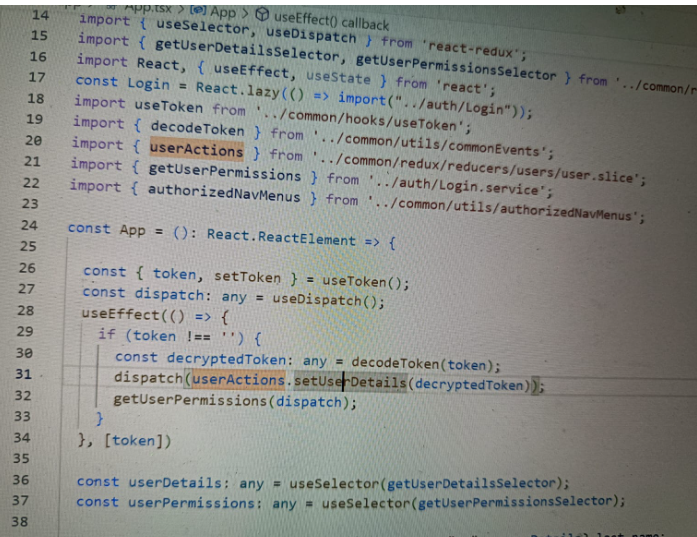 App.tsx > App > useEffect() callback
14 import { useSelector, useDispatch } from 'react-redux';
15 import { getUserDetailsSelector, getUserPermissionsSelector } from '../common/r
16 import React, { useEffect, useState } from 'react';
17 const Login = React.lazy(() => import("../auth/Login"));
18 import useToken from '../common/hooks/useToken';
19 import { decodeToken } from '../common/utils/commonEvents';
20 import { userActions } from '../common/redux/reducers/users/user.slice';
21 import { getUserPermissions } from '../auth/Login.service';
22 import { authorizedNavMenus } from '../common/utils/authorizedNavMenus';
23
24 const App = (): React.ReactElement => {
25
26 const { token, setToken } = useToken();
27 const dispatch: any = useDispatch();
28 useEffect(() => {
29 if (token !== '') {
30 const decryptedToken: any = decodeToken(token);
31 dispatch(userActions.setUserDetails(decryptedToken));
32 getUserPermissions(dispatch);
33 }
34 }, [token])
35
36 const userDetails: any = useSelector(getUserDetailsSelector);
37 const userPermissions: any = useSelector(getUserPermissionsSelector);
38